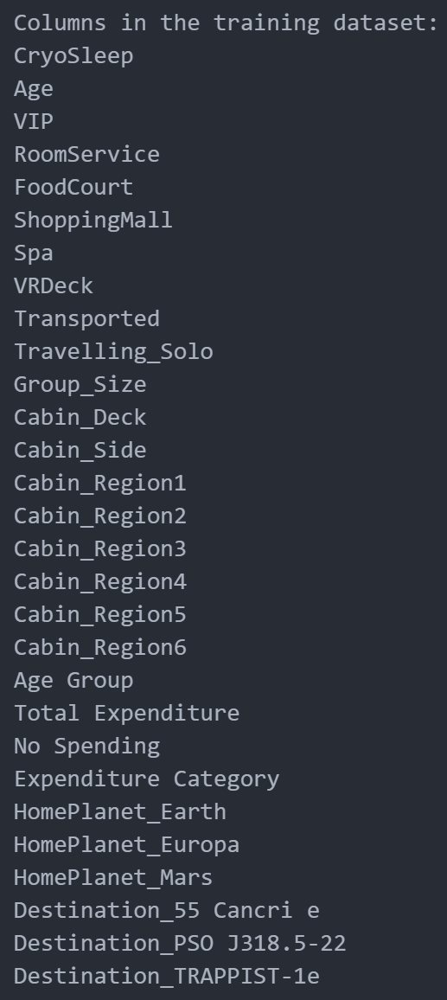 Columns in the training dataset:
CryoSleep
Age
VIP
RoomService
FoodCourt
ShoppingMall
Spa
VRDeck
Transported
Travelling_Solo
Group_Size
Cabin_Deck
Cabin_Side
Cabin_Region1
Cabin_Region2
Cabin_Region3
Cabin_Region4
Cabin_Region5
Cabin_Region6
Age Group
Total Expenditure
No Spending
Expenditure Category
HomePlanet_Earth
HomePlanet_Europa
HomePlanet_Mars
Destination_55 Cancri e
Destination_PSO J318.5-22
Destination_TRAPPIST-1e